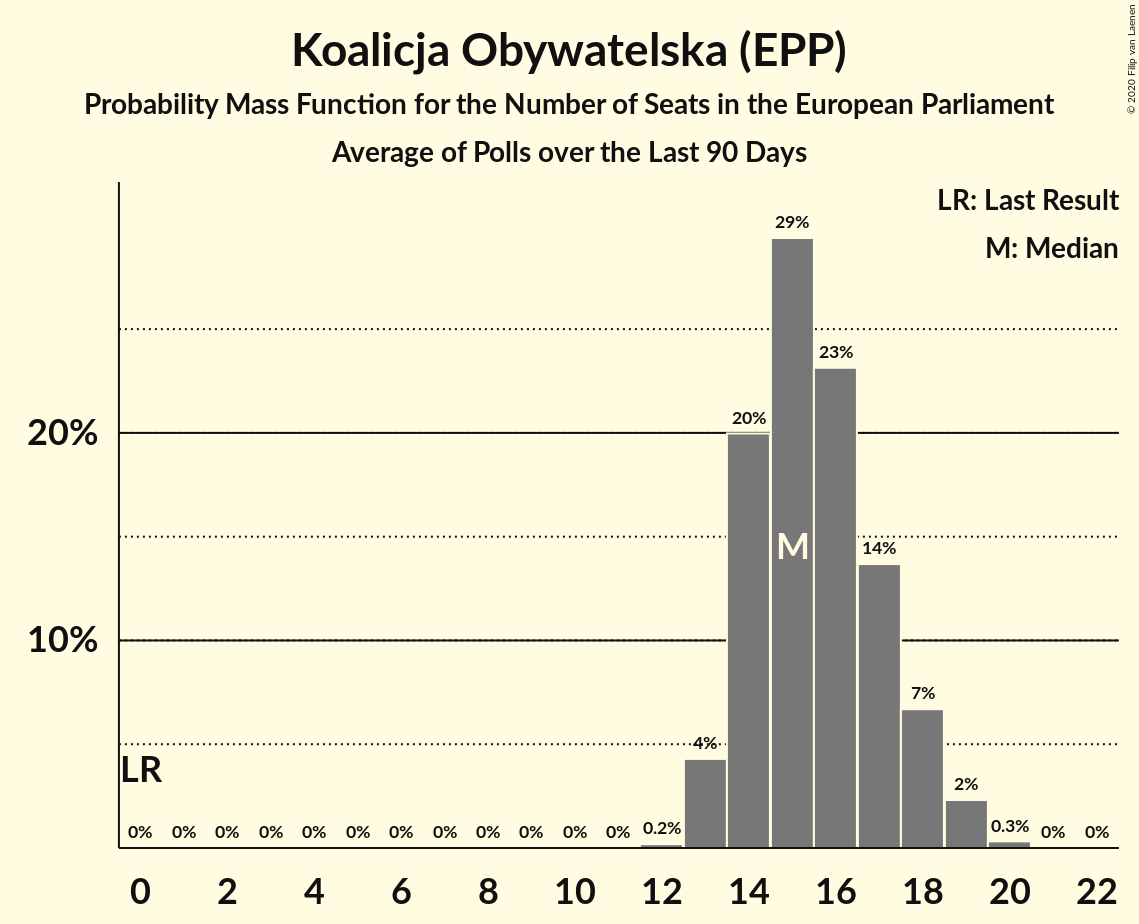 Koalicja Obywatelska (EPP)
Probability Mass Function for the Number of Seats in the European Parliament
Average of Polls over the Last 90 Days
© 2020 Filip van Laenen
LR: Last Result
M: Median
29%
23%
20%
20%
M
14%
10%
7%
4%
LR
2%
0% 0% 0% 0% 0% 0% 0% 0% 0% 0% 0% 0% 0.2% 0.3% 0% 0%
0 2 4 6 8 10 12 14 16 18 20 22